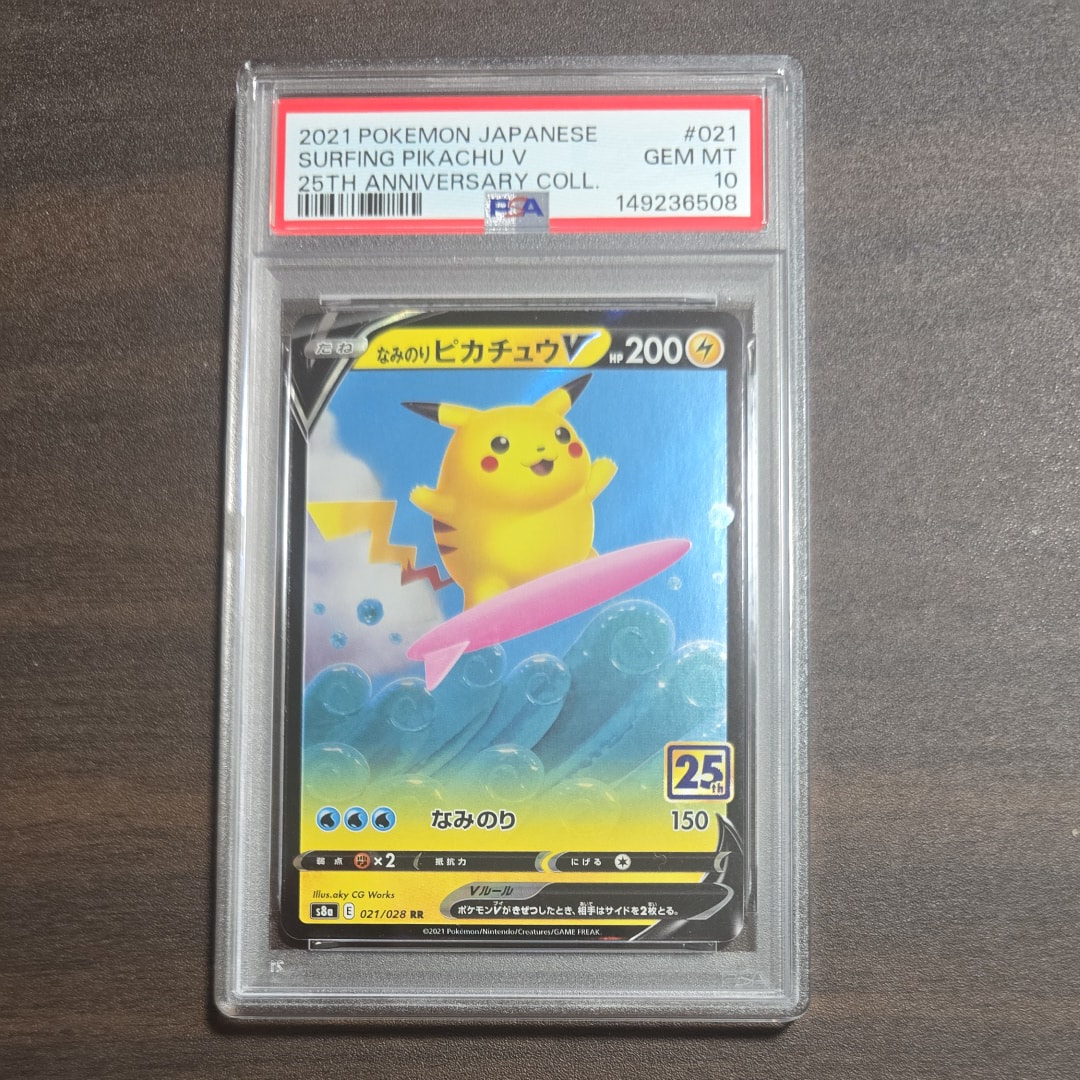 2021 POKEMON JAPANESE #021
SURFING PIKACHU V GEM MT
25TH ANNIVERSARY COLL. 10
PSA 149236508
たね なみのりピカチュウV HP 200
25th
なみのり 150
弱点 ×2 抵抗力 にげる
Illus.aky CG Works
Vルール
s8a E 021/028 RR
ポケモンVがきぜつしたとき、相手はサイドを2枚とる。
©2021 Pokémon/Nintendo/Creatures/GAME FREAK.